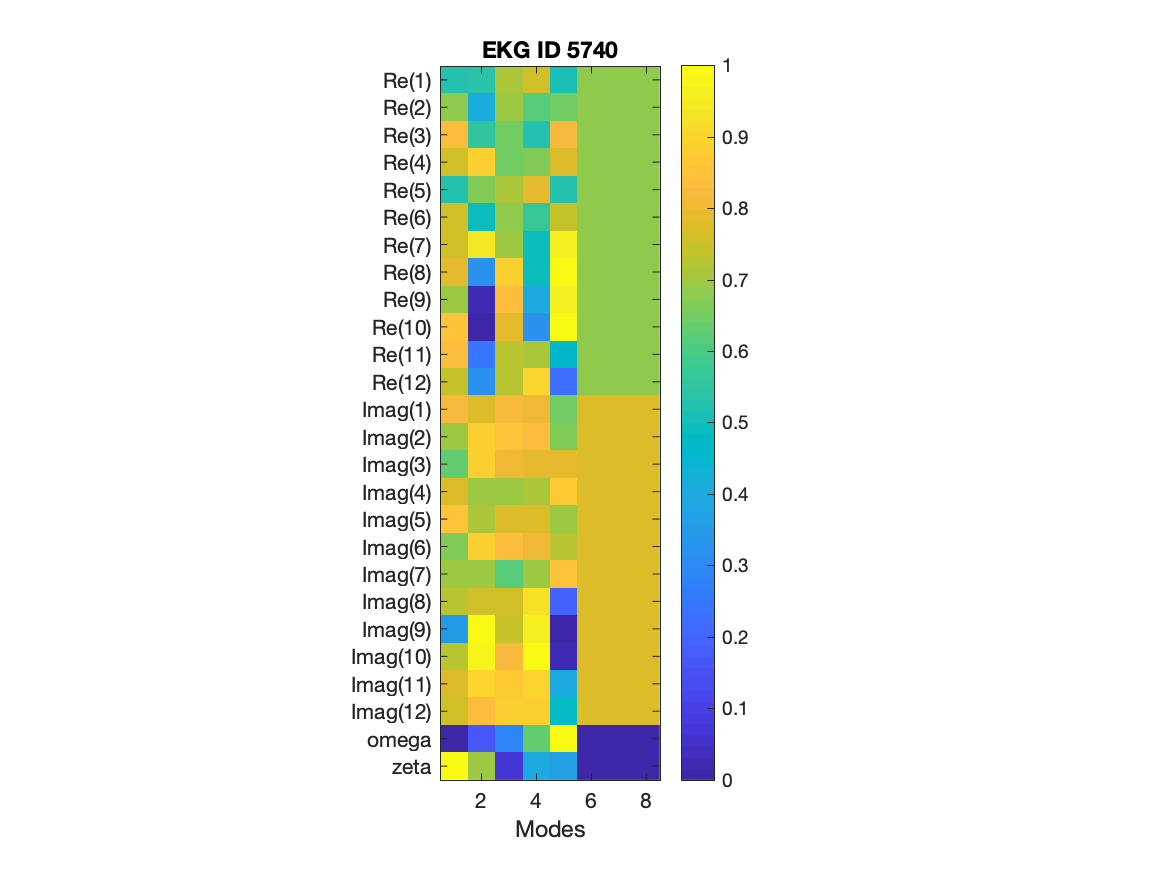 EKG ID 5740
Re(1)
Re(2)
Re(3)
Re(4)
Re(5)
Re(6)
Re(7)
Re(8)
Re(9)
Re(10)
Re(11)
Re(12)
Imag(1)
Imag(2)
Imag(3)
Imag(4)
Imag(5)
Imag(6)
Imag(7)
Imag(8)
Imag(9)
Imag(10)
Imag(11)
Imag(12)
omega
zeta
2 4 6 8
Modes
1
0.9
0.8
0.7
0.6
0.5
0.4
0.3
0.2
0.1
0